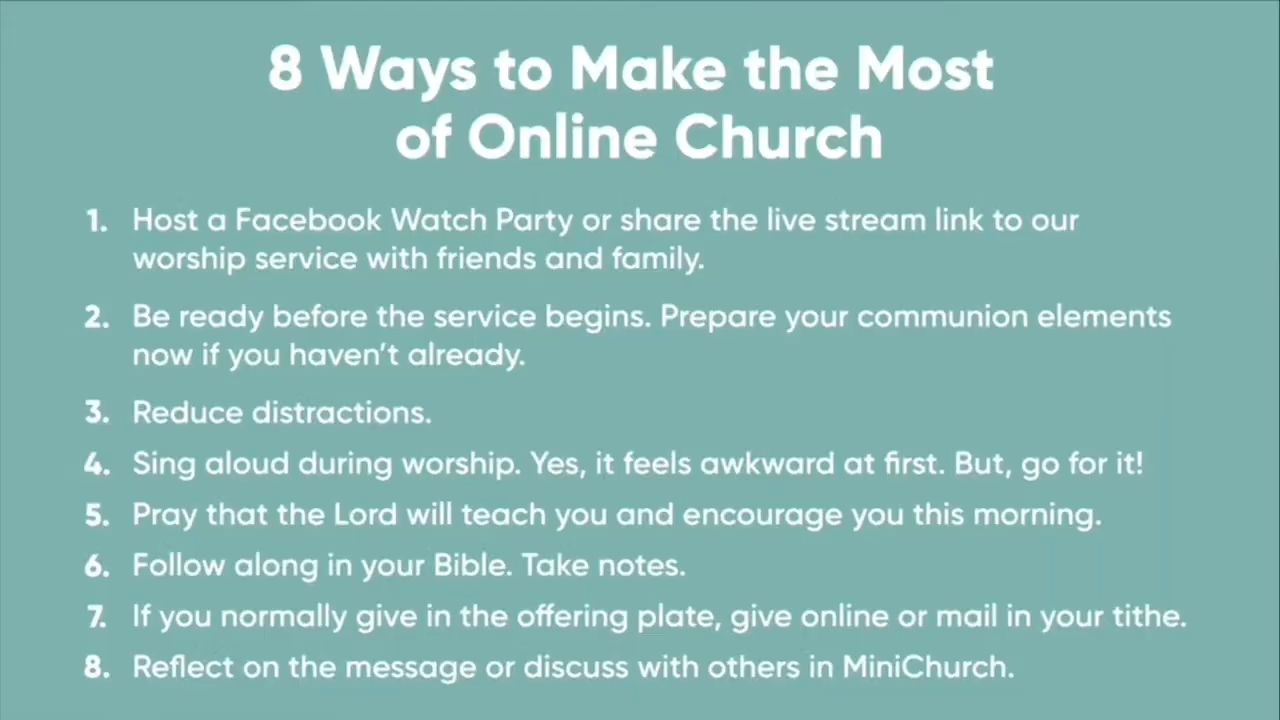 8 Ways to Make the Most
of Online Church
1. Host a Facebook Watch Party or share the live stream link to our
worship service with friends and family.
2. Be ready before the service begins. Prepare your communion elements
now if you haven't already.
3. Reduce distractions.
4. Sing aloud during worship. Yes, it feels awkward at first. But, go for it!
5. Pray that the Lord will teach you and encourage you this morning.
6. Follow along in your Bible. Take notes.
7. If you normally give in the offering plate, give online or mail in your tithe.
8. Reflect on the message or discuss with others in MiniChurch.